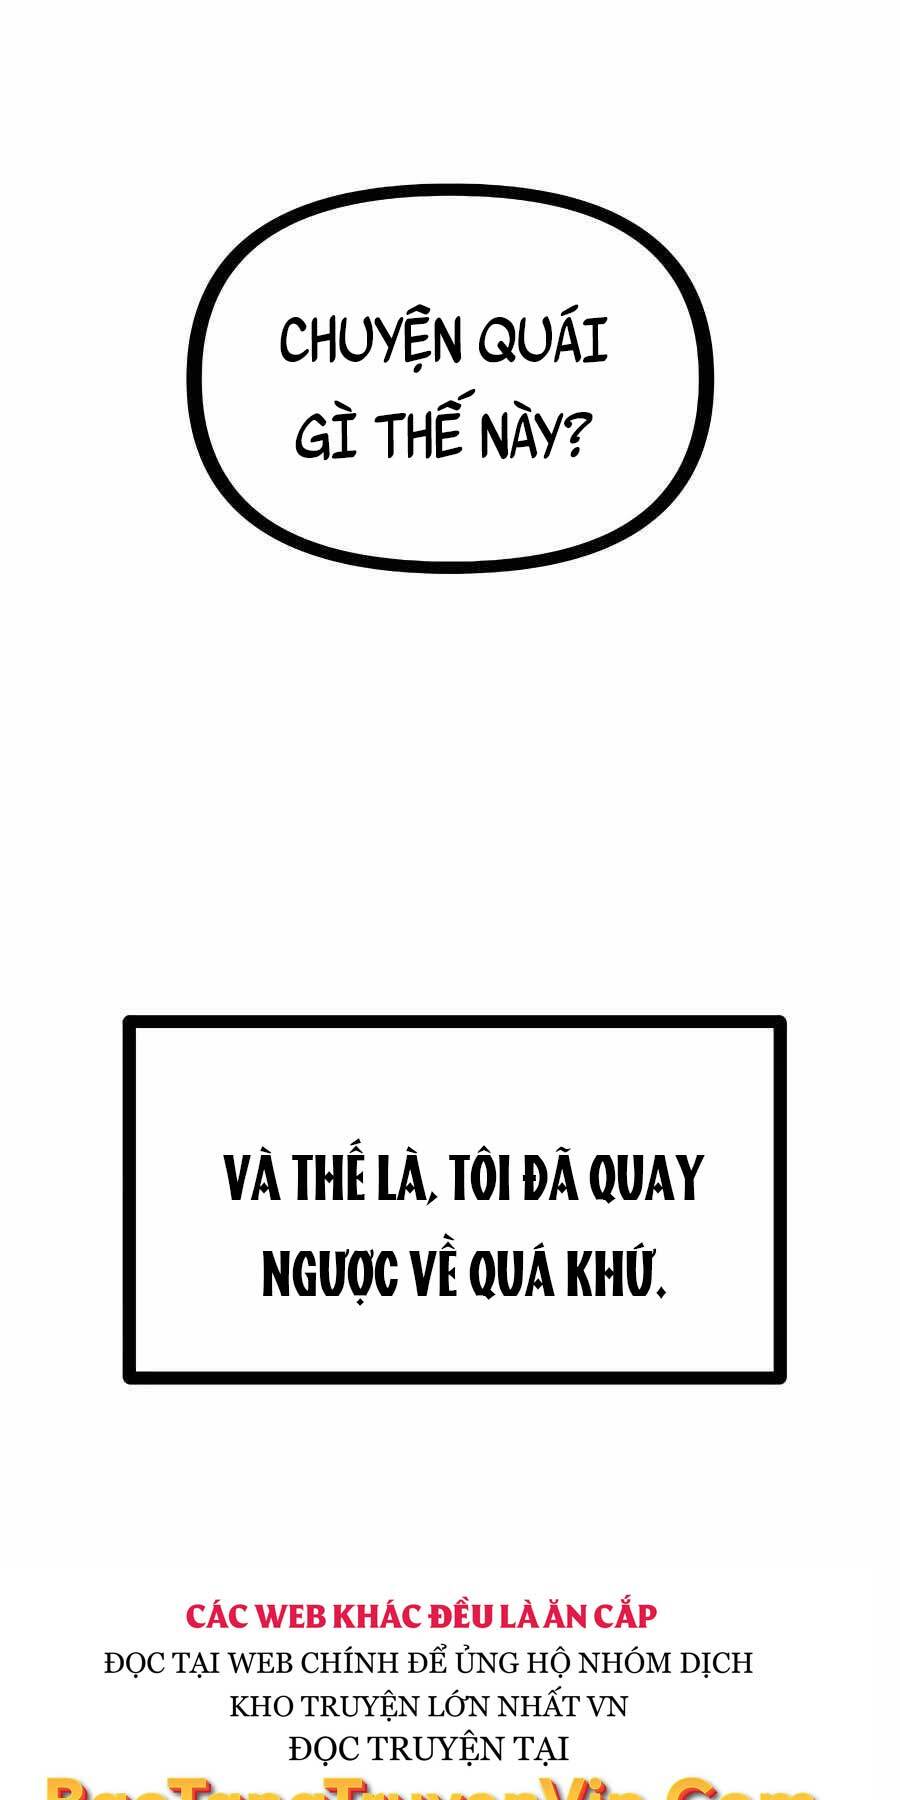 CHUYỆN QUÁI
GÌ THẾ NÀY?
VÀ THẾ LÀ, TÔI ĐÃ QUAY
NGƯỢC VỀ QUÁ KHỨ.
CÁC WEB KHÁC ĐỀU LÀ ĂN CẮP
ĐỌC TẠI WEB CHÍNH ĐỂ ỦNG HỘ NHÓM DỊCH
KHO TRUYỆN LỚN NHẤT VN
ĐỌC TRUYỆN TẠI
BaoTangTruyenVip.Com